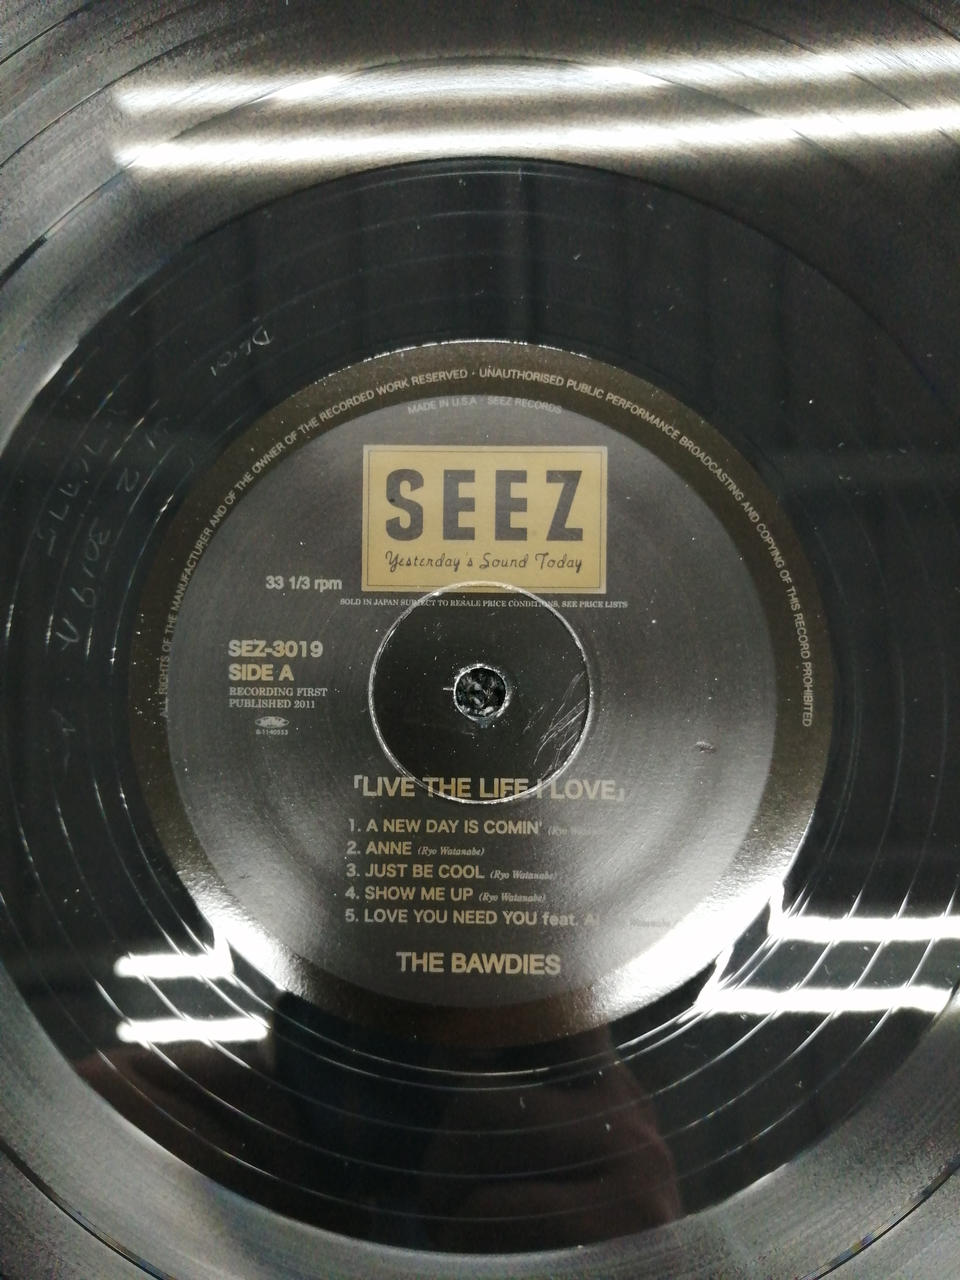 ALL RIGHTS OF THE MANUFACTURER AND OF THE OWNER OF THE RECORDED WORK RESERVED · UNAUTHORISED PUBLIC PERFORMANCE BROADCASTING AND COPYING OF THIS RECORD PROHIBITED
MADE IN U.S.A · SEEZ RECORDS
SEEZ
Yesterday's Sound Today
33 1/3 rpm
SOLD IN JAPAN SUBJECT TO RESALE PRICE CONDITIONS, SEE PRICE LISTS
SEZ-3019
SIDE A
RECORDING FIRST
PUBLISHED 2011
「LIVE THE LIFE I LOVE」
1. A NEW DAY IS COMIN' (Ryo
2. ANNE (Ryo Watanabe)
3. JUST BE COOL (Ryo Watanabe)
4. SHOW ME UP (Ryo Watanabe)
5. LOVE YOU NEED YOU feat.
THE BAWDIES